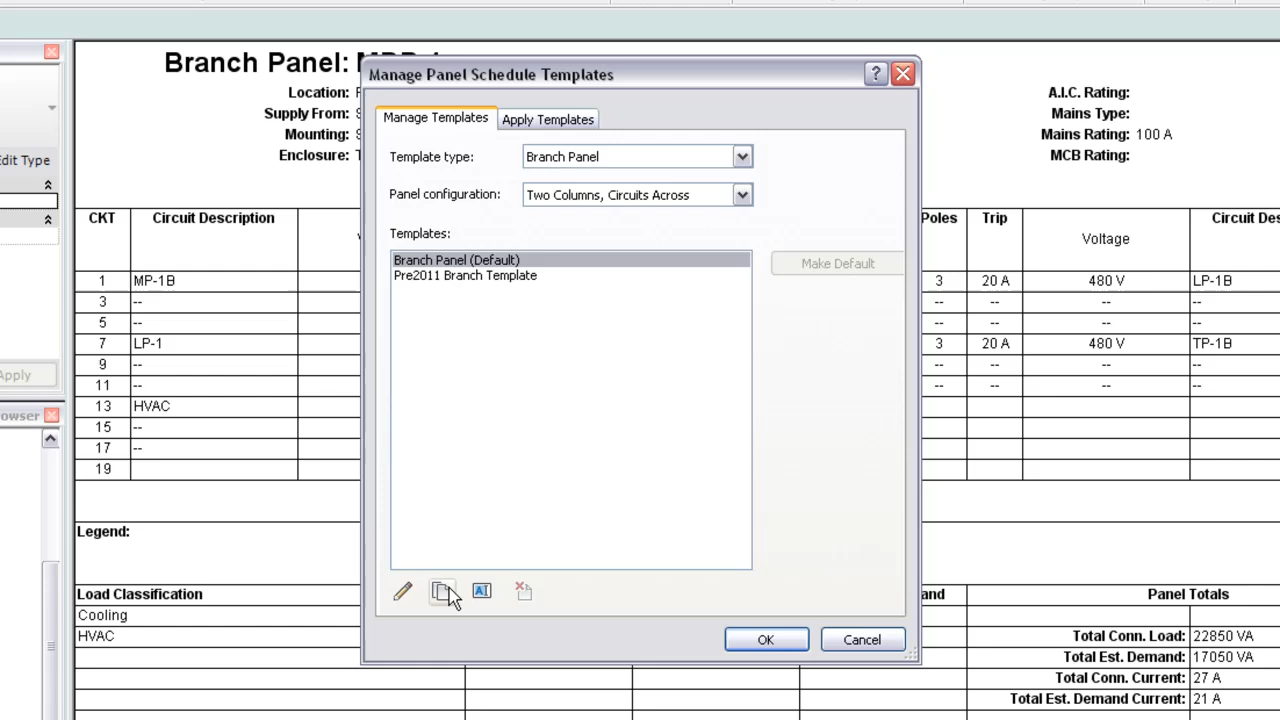 Branch Panel:
Location:
Supply From:
Mounting:
Enclosure:
A.I.C. Rating:
Mains Type:
Mains Rating: 100 A
MCB Rating:
Edit Type
Apply
Browser
Manage Panel Schedule Templates
Manage Templates
Apply Templates
Template type: Branch Panel
Panel configuration: Two Columns, Circuits Across
Templates:
Branch Panel (Default)
Pre2011 Branch Template
Make Default
OK
Cancel
CKT Circuit Description Poles Trip Voltage Circuit Des
1 MP-1B 3 20 A 480 V LP-1B
3 -- -- -- -- --
5 -- -- -- -- --
7 LP-1 3 20 A 480 V TP-1B
9 -- -- -- -- --
11 -- -- -- -- --
13 HVAC
15 --
17 --
19
Legend:
Load Classification and Panel Totals
Cooling
HVAC Total Conn. Load: 22850 VA
Total Est. Demand: 17050 VA
Total Conn. Current: 27 A
Total Est. Demand Current: 21 A